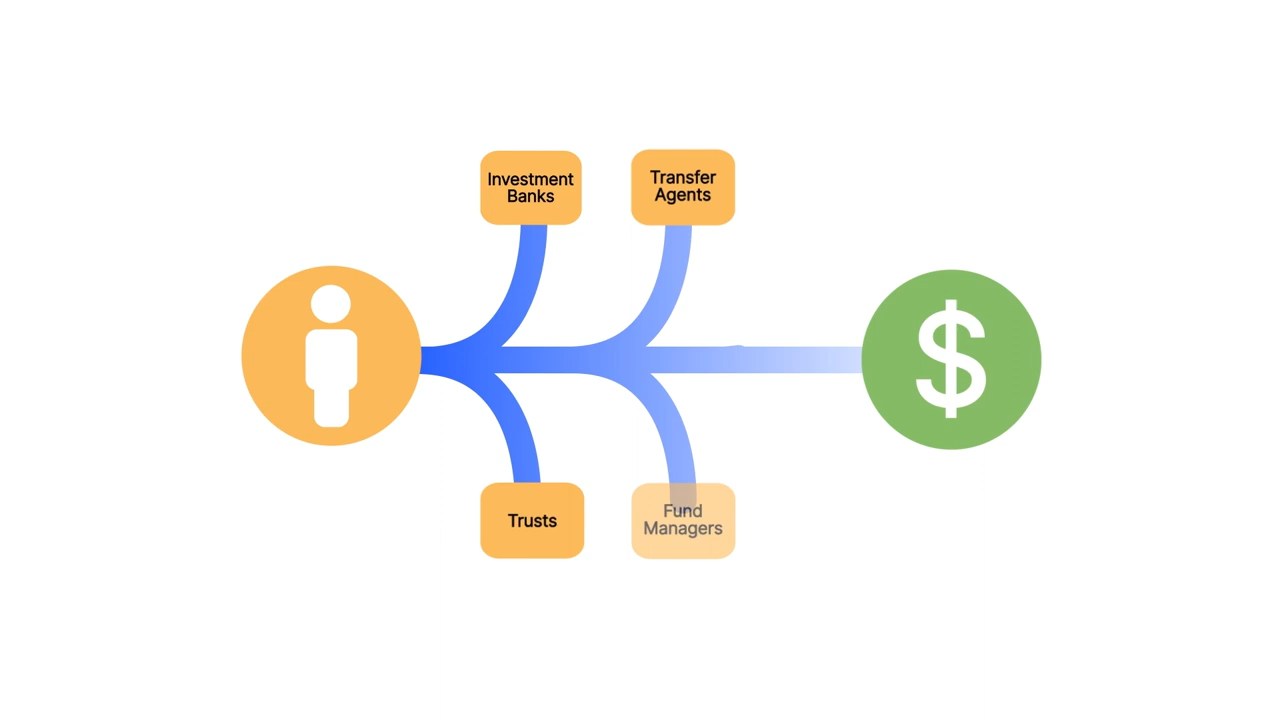 Investment
Banks
Transfer
Agents
$
Trusts
Fund
Managers